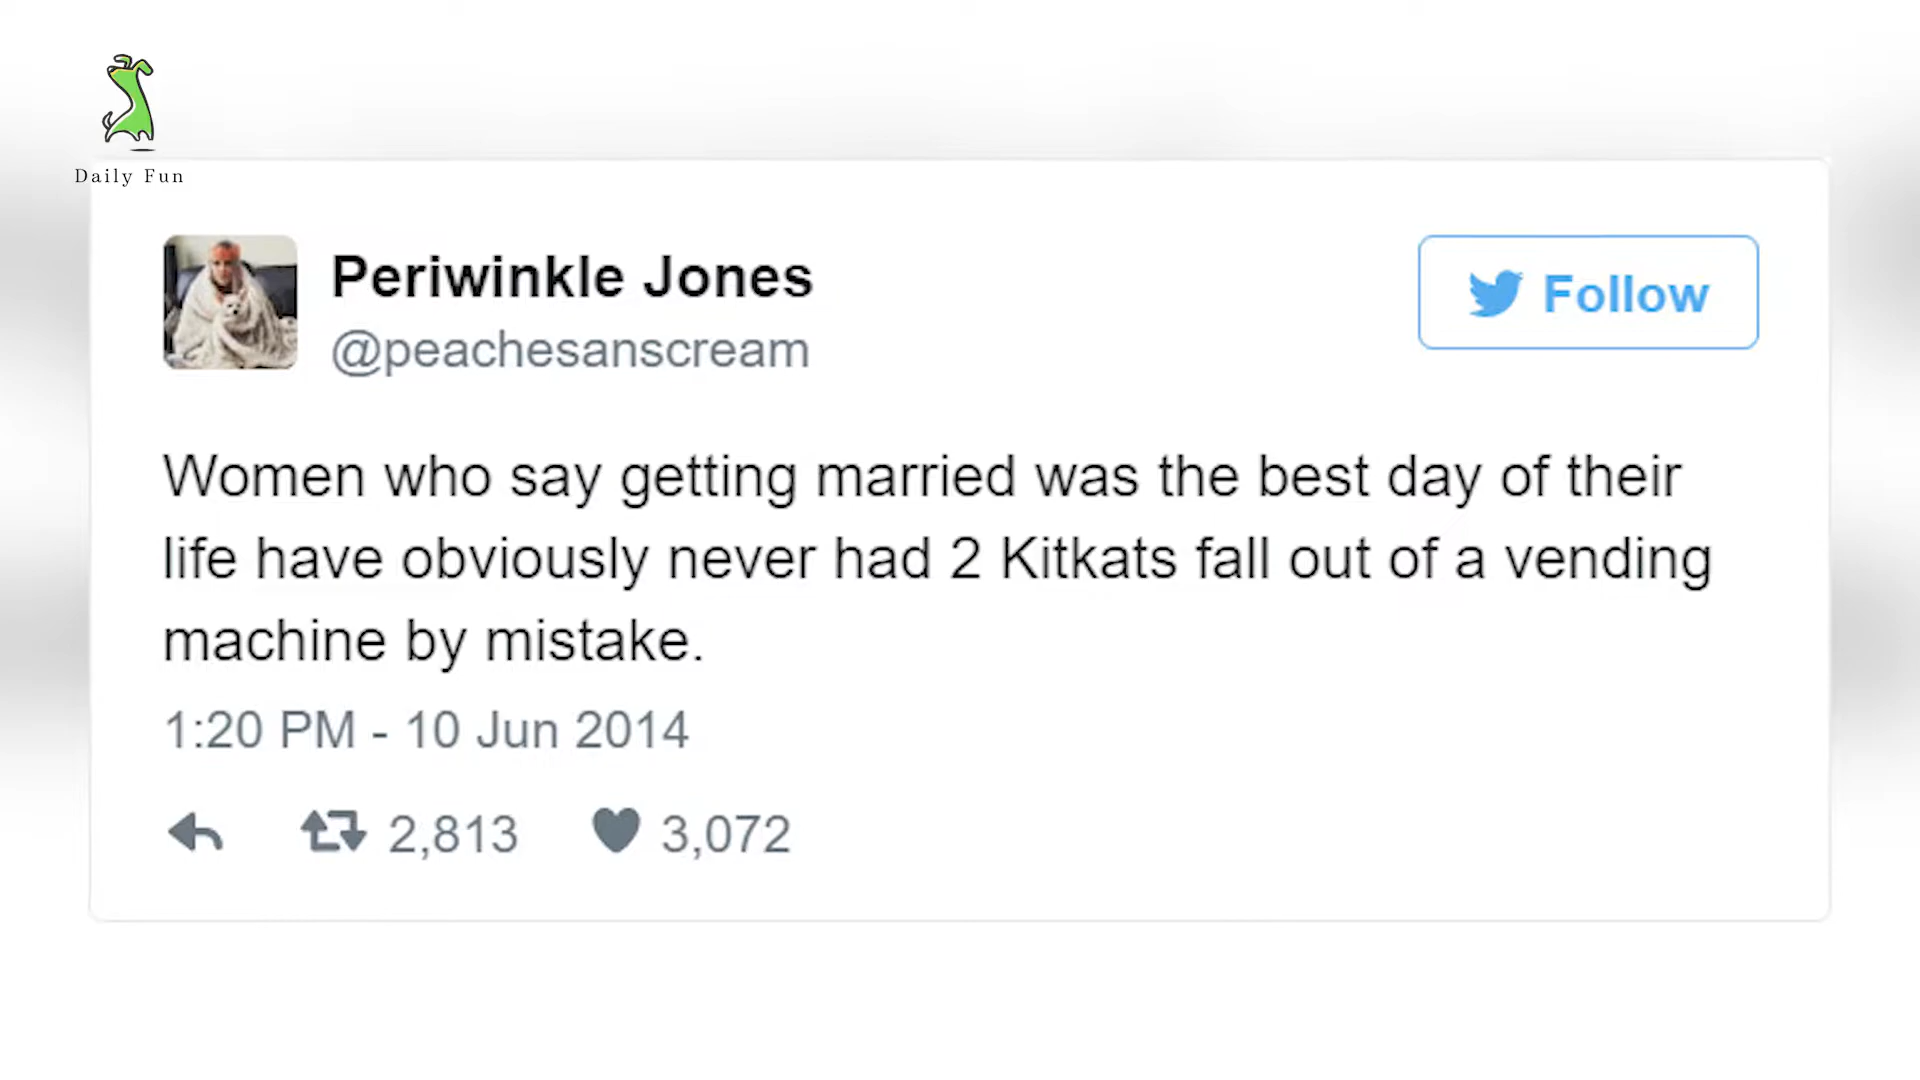 Daily Fun
Periwinkle Jones
@peachesanscream
Follow
Women who say getting married was the best day of their
life have obviously never had 2 Kitkats fall out of a vending
machine by mistake.
1:20 PM - 10 Jun 2014
2,813 3,072